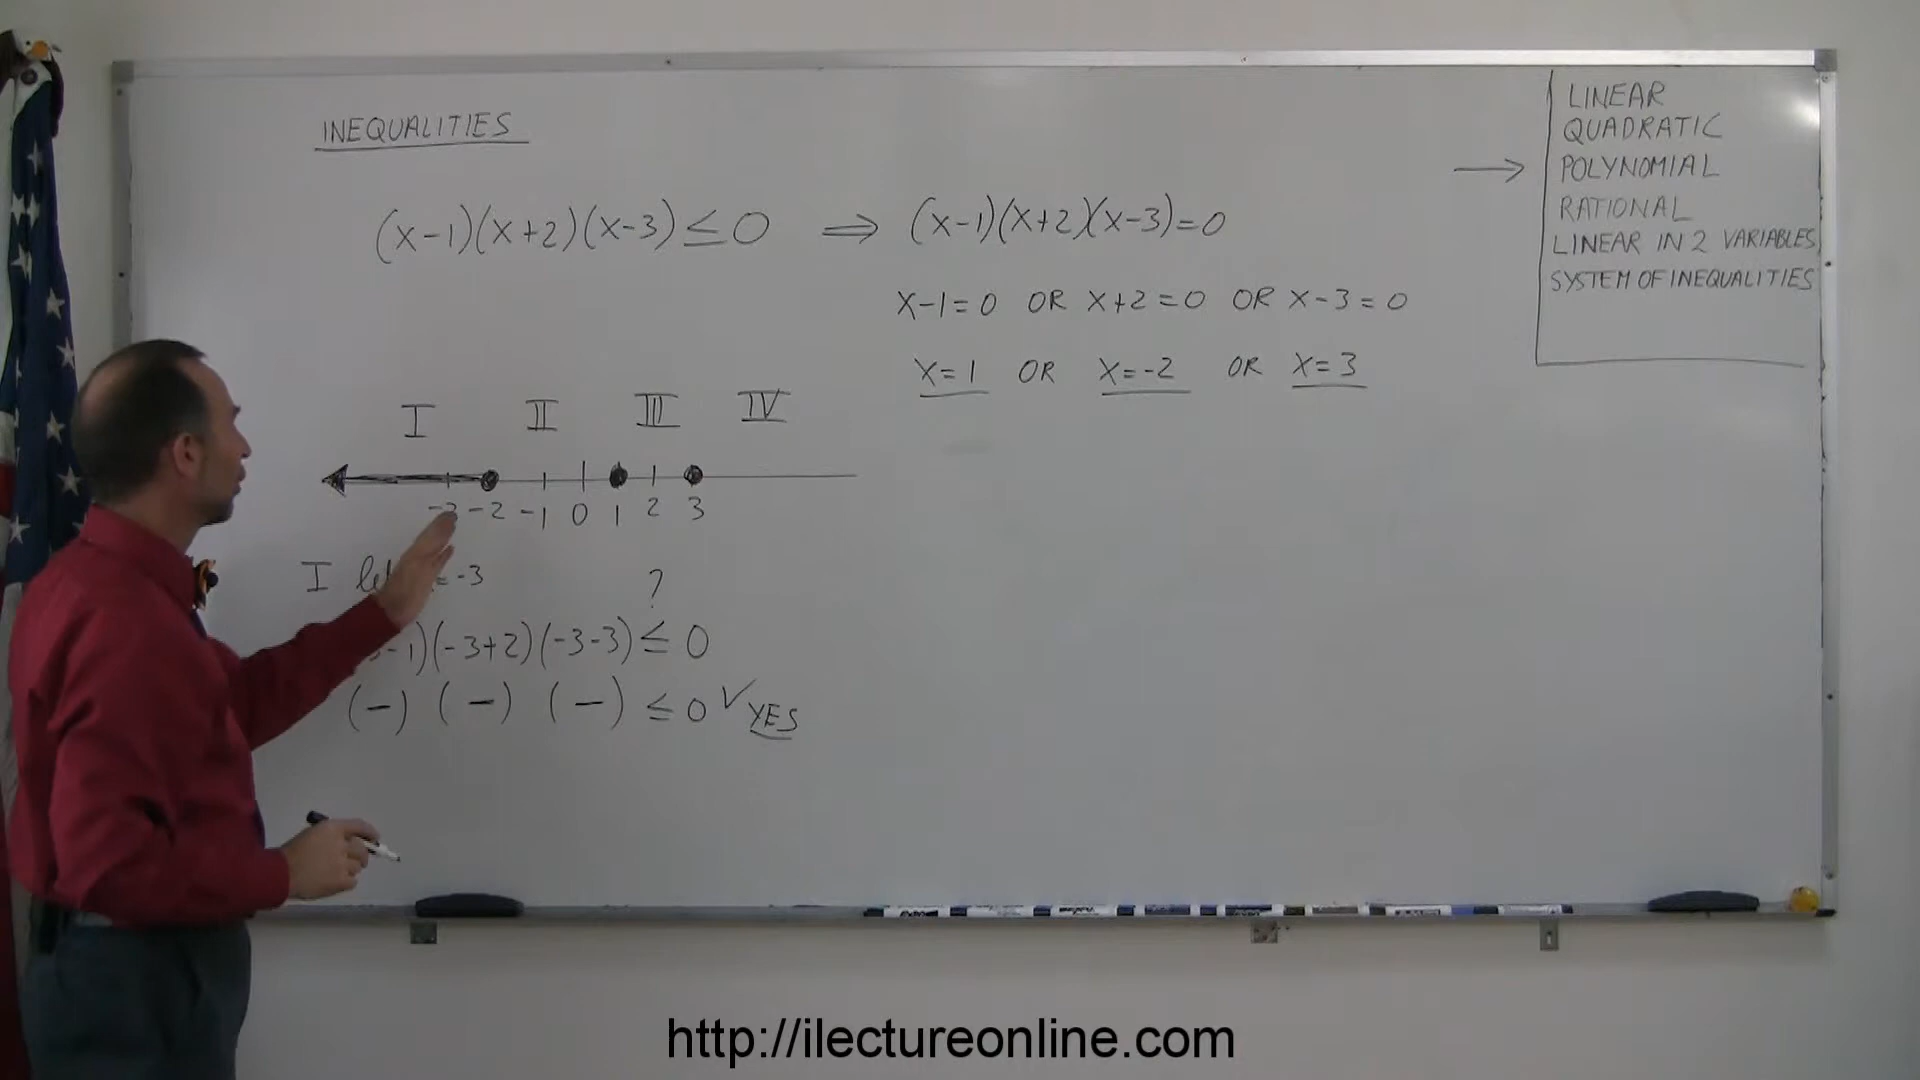 INEQUALITIES
(x-1)(x+2)(x-3)≤0 ⇒ (x-1)(x+2)(x-3)=0
x-1=0 OR x+2=0 OR x-3=0
x=1 OR x=-2 OR x=3
→
LINEAR
QUADRATIC
POLYNOMIAL
RATIONAL
LINEAR IN 2 VARIABLES
SYSTEM OF INEQUALITIES
I II III IV
-3 -2 -1 0 1 2 3
I = -3
?
-1)(-3+2)(-3-3)≤0
(-) (-) (-) ≤0 ✓ YES
http://ilectureonline.com